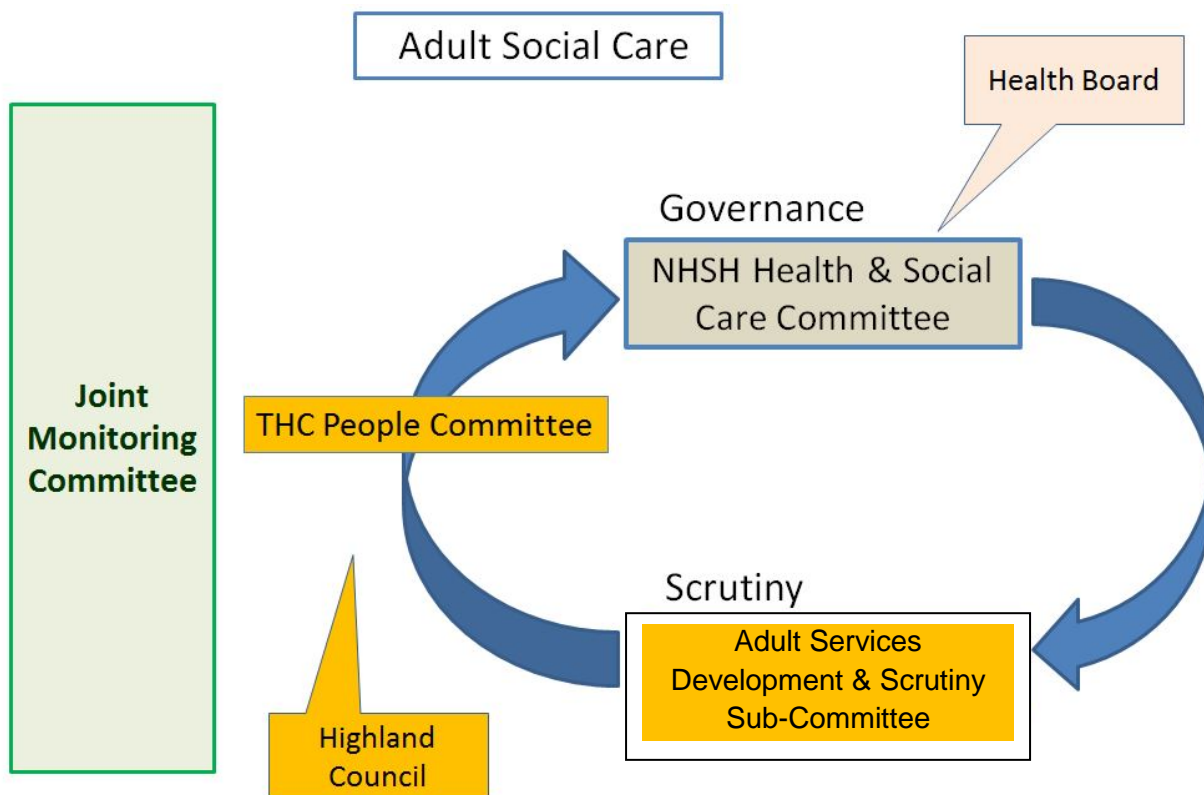 Adult Social Care
Health Board
Governance
NHSH Health & Social
Care Committee
Joint
Monitoring
Committee
THC People Committee
Scrutiny
Adult Services
Development & Scrutiny
Sub-Committee
Highland
Council